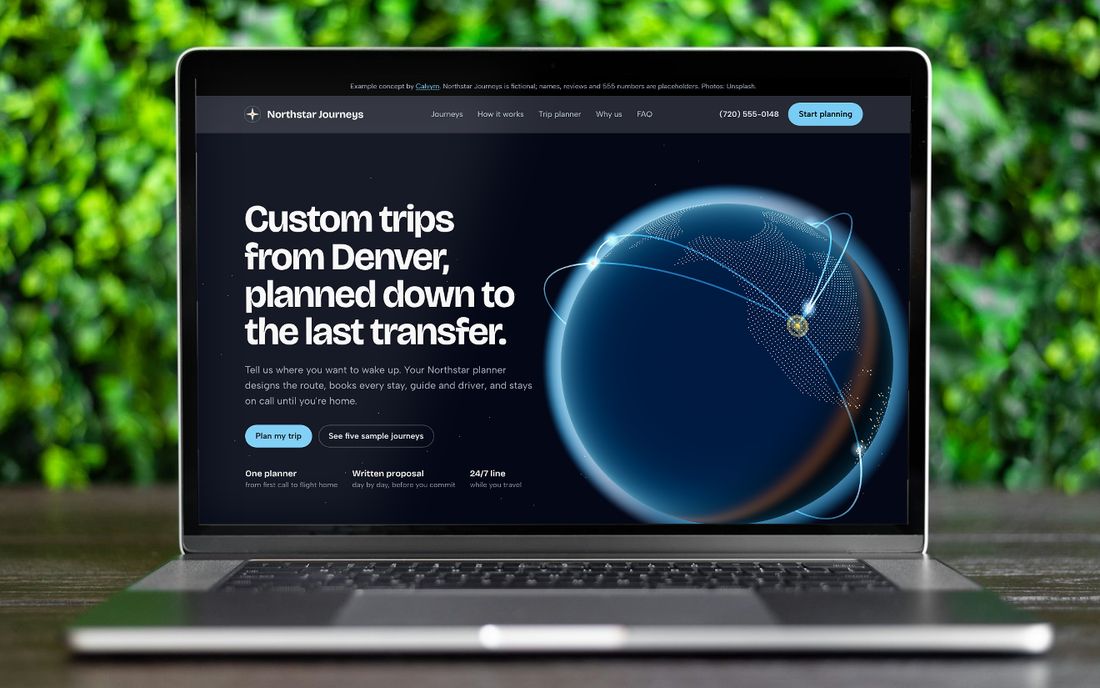 Example concept by Calvyrn. Northstar Journeys is fictional; names, reviews and 555 numbers are placeholders. Photos: Unsplash.
Northstar Journeys Journeys How it works Trip planner Why us FAQ (720) 555-0148 Start planning
Custom trips
from Denver,
planned down to
the last transfer.
Tell us where you want to wake up. Your Northstar planner
designs the route, books every stay, guide and driver, and stays
on call until you're home.
Plan my trip See five sample journeys
One planner Written proposal 24/7 line
from first call to flight home day by day, before you commit while you travel